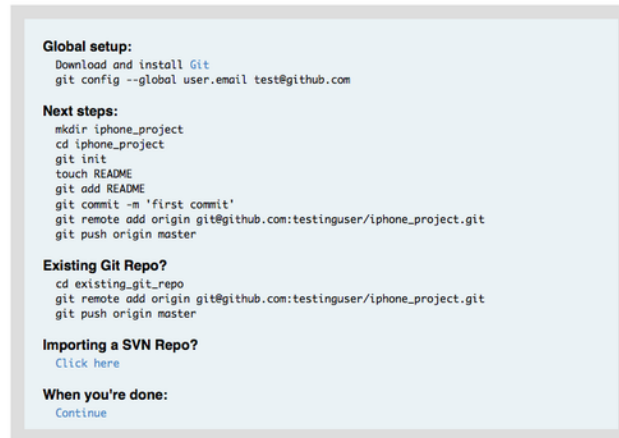 Global setup:
Download and install Git
git config --global user.email test@github.com
Next steps:
mkdir iphone_project
cd iphone_project
git init
touch README
git add README
git commit -m 'first commit'
git remote add origin git@github.com:testinguser/iphone_project.git
git push origin master
Existing Git Repo?
cd existing_git_repo
git remote add origin git@github.com:testinguser/iphone_project.git
git push origin master
Importing a SVN Repo?
Click here
When you're done:
Continue